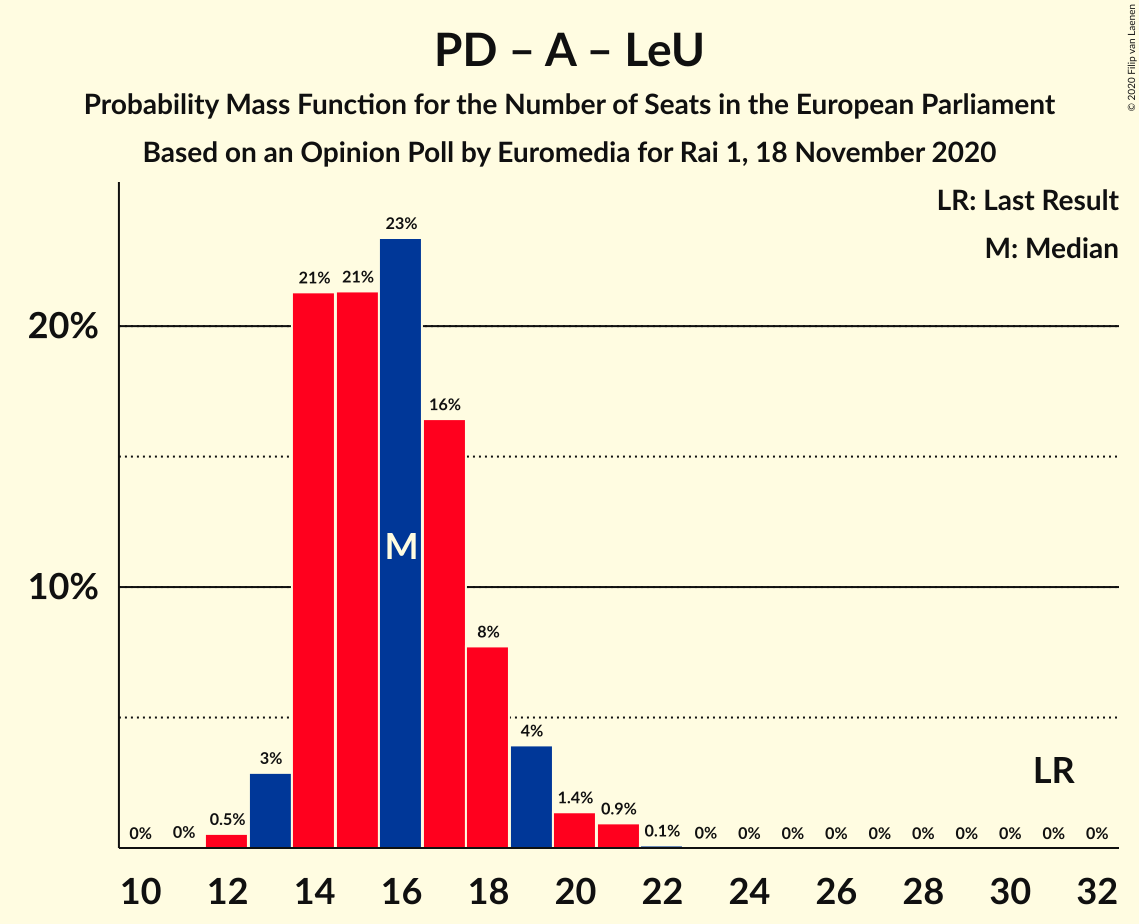 PD – A – LeU
Probability Mass Function for the Number of Seats in the European Parliament
Based on an Opinion Poll by Euromedia for Rai 1, 18 November 2020
© 2020 Filip van Laenen
LR: Last Result
M: Median
20%
10%
0% 0% 0.5% 3% 21% 21% 23% 16% 8% 4% 1.4% 0.9% 0.1% 0% 0% 0% 0% 0% 0% 0% 0% 0% 0%
M
LR
10 12 14 16 18 20 22 24 26 28 30 32